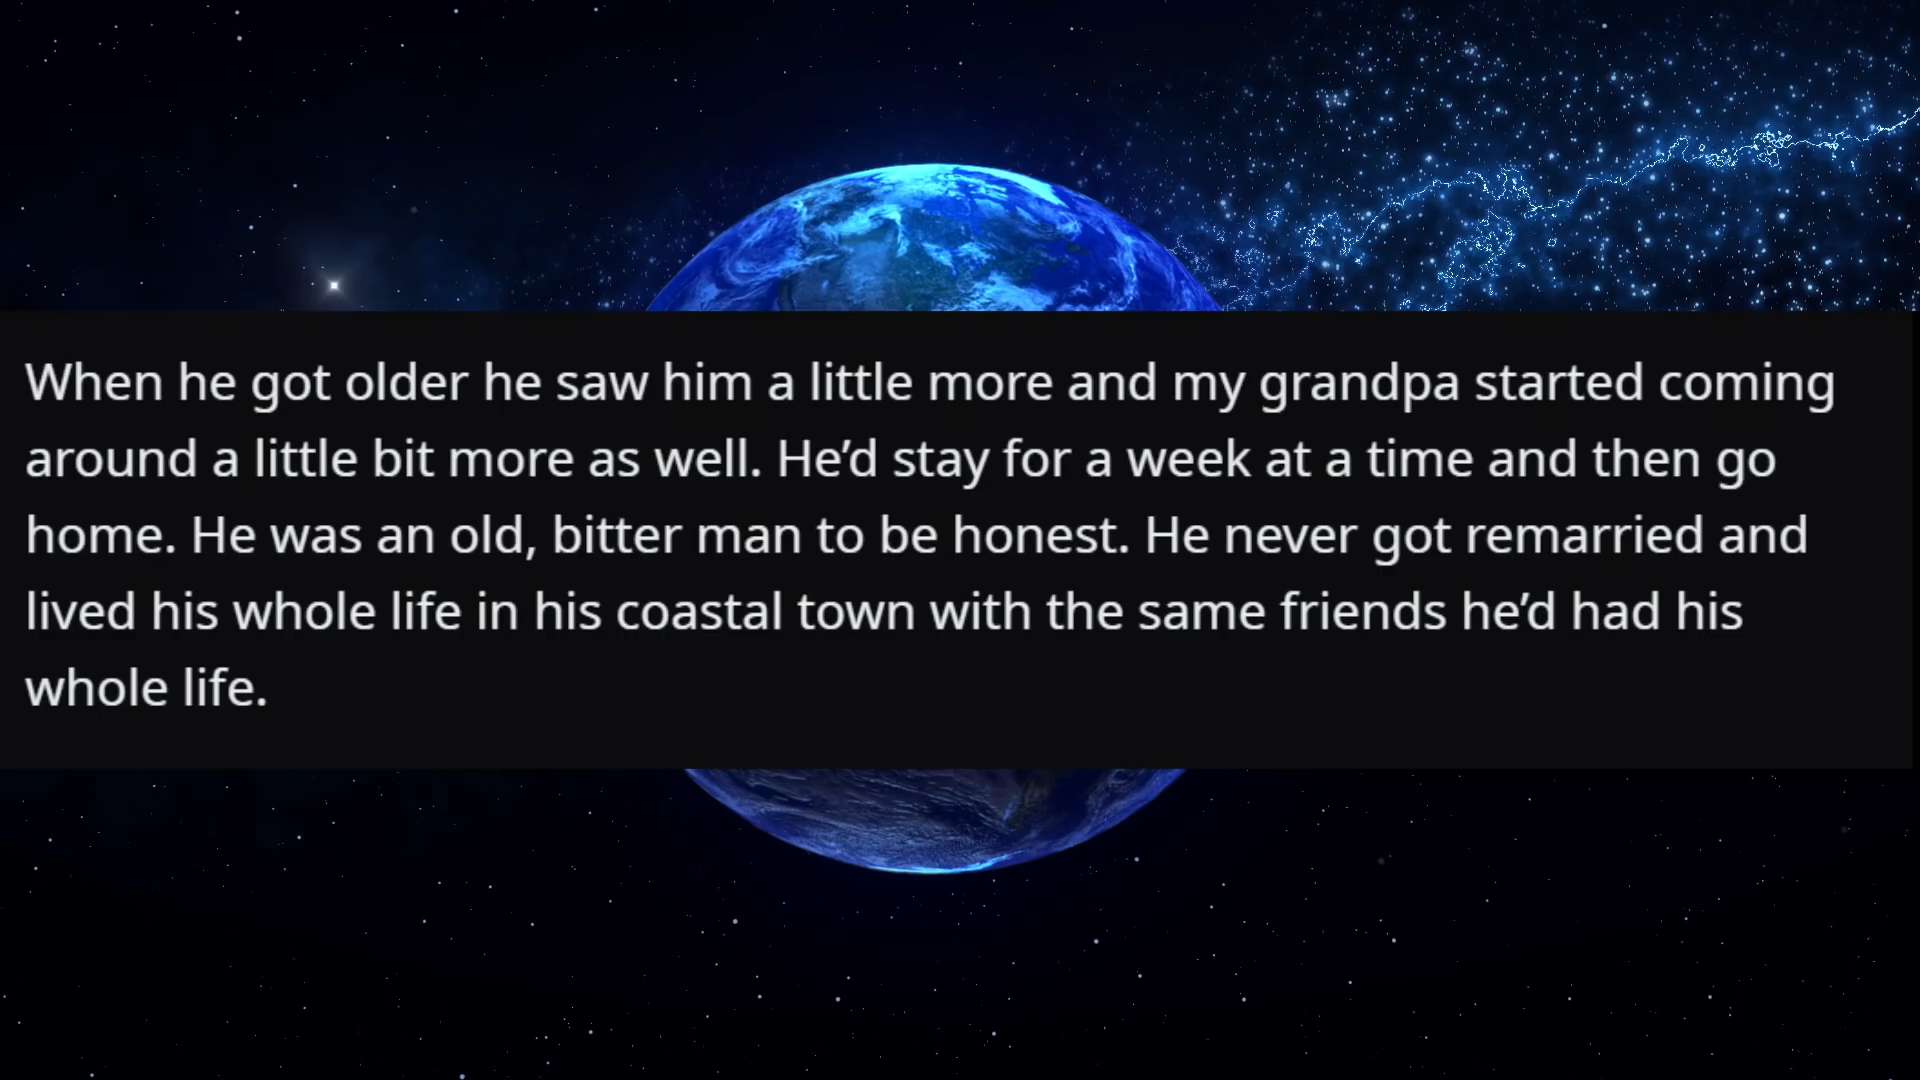 When he got older he saw him a little more and my grandpa started coming
around a little bit more as well. He’d stay for a week at a time and then go
home. He was an old, bitter man to be honest. He never got remarried and
lived his whole life in his coastal town with the same friends he’d had his
whole life.